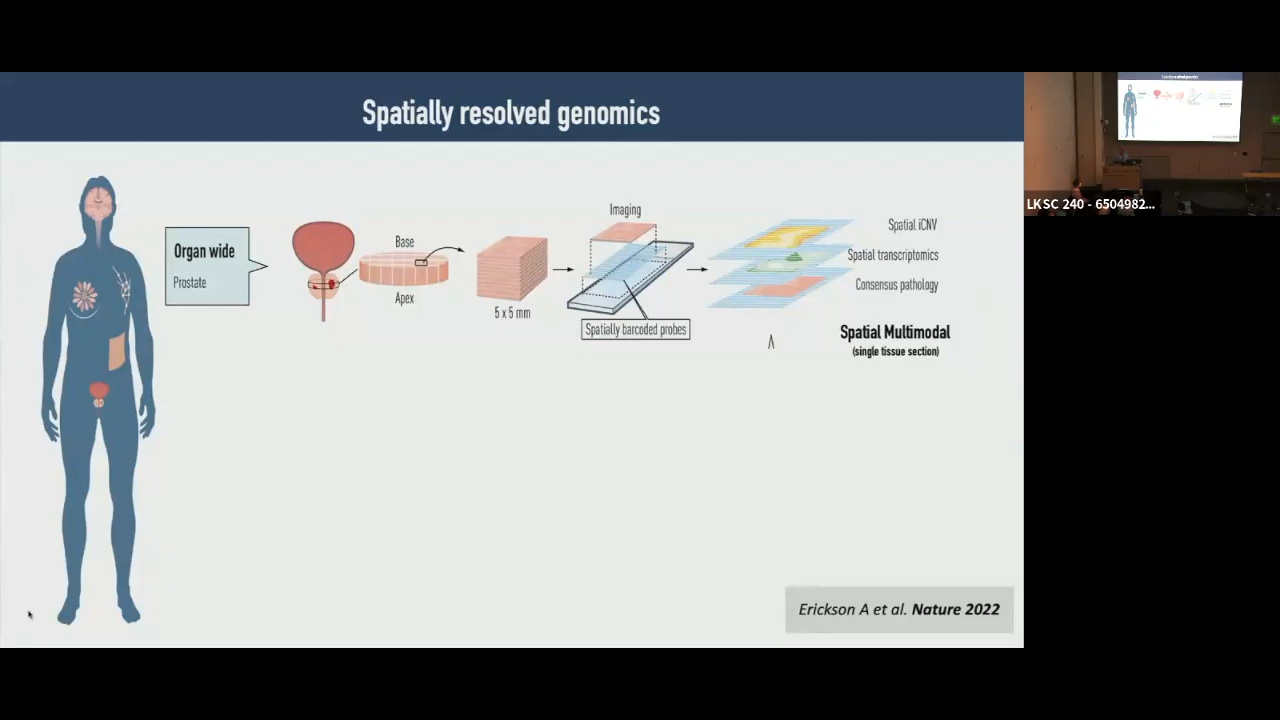 Spatially resolved genomics
Organ wide
Prostate
Base
Apex
5 x 5 mm
Imaging
Spatially barcoded probes
Spatial iCNV
Spatial transcriptomics
Consensus pathology
Spatial Multimodal
(single tissue section)
Erickson A et al. Nature 2022
LKSC 240 - 6504982...